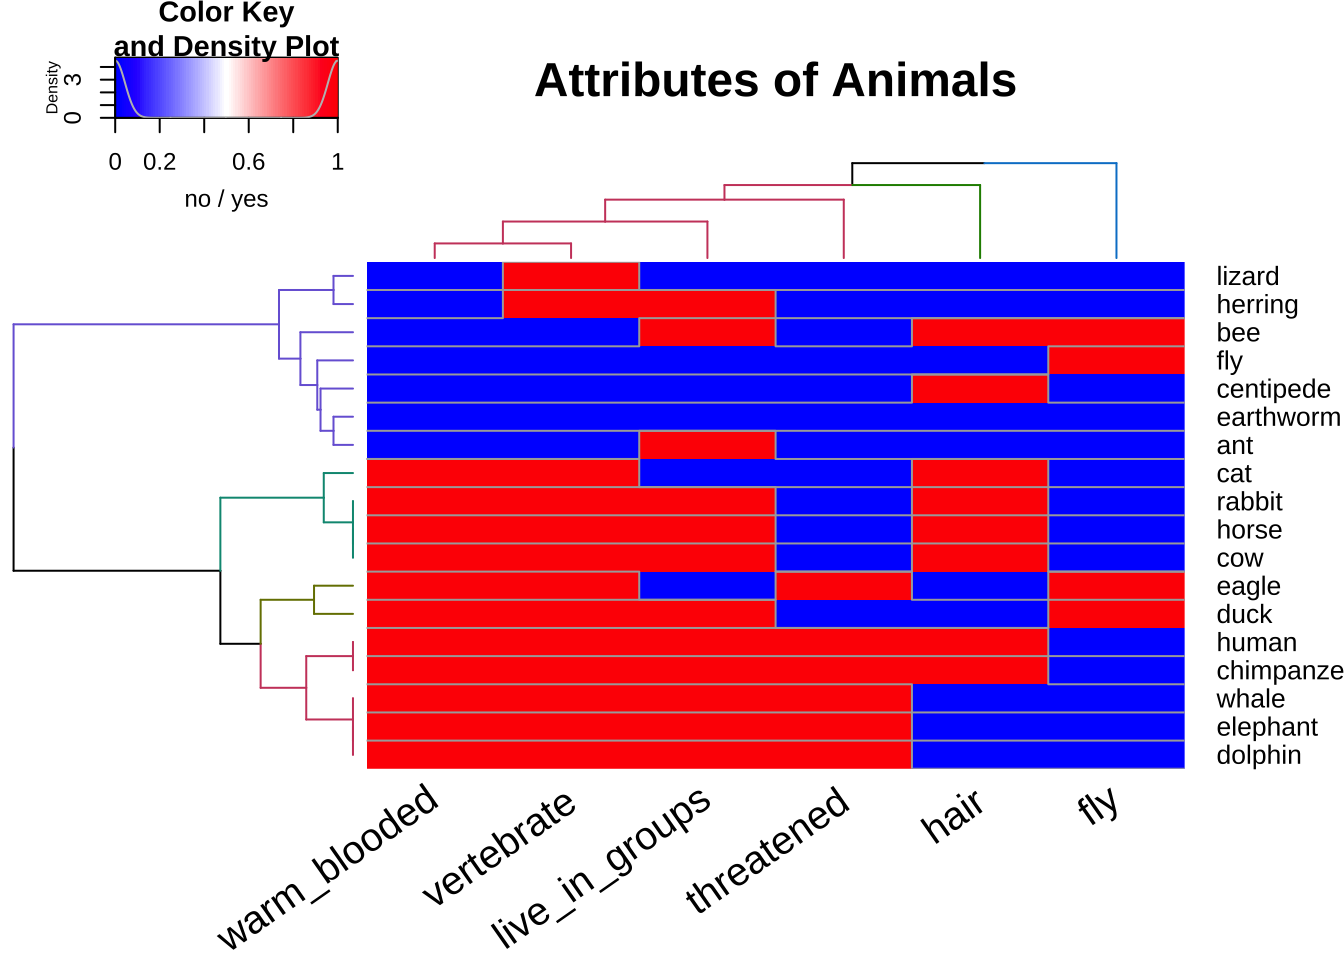 Color Key
and Density Plot
Density
0 3
0 0.2 0.6 1
no / yes
Attributes of Animals
lizard
herring
bee
fly
centipede
earthworm
ant
cat
rabbit
horse
cow
eagle
duck
human
chimpanze
whale
elephant
dolphin
warm_blooded
vertebrate
live_in_groups
threatened
hair
fly